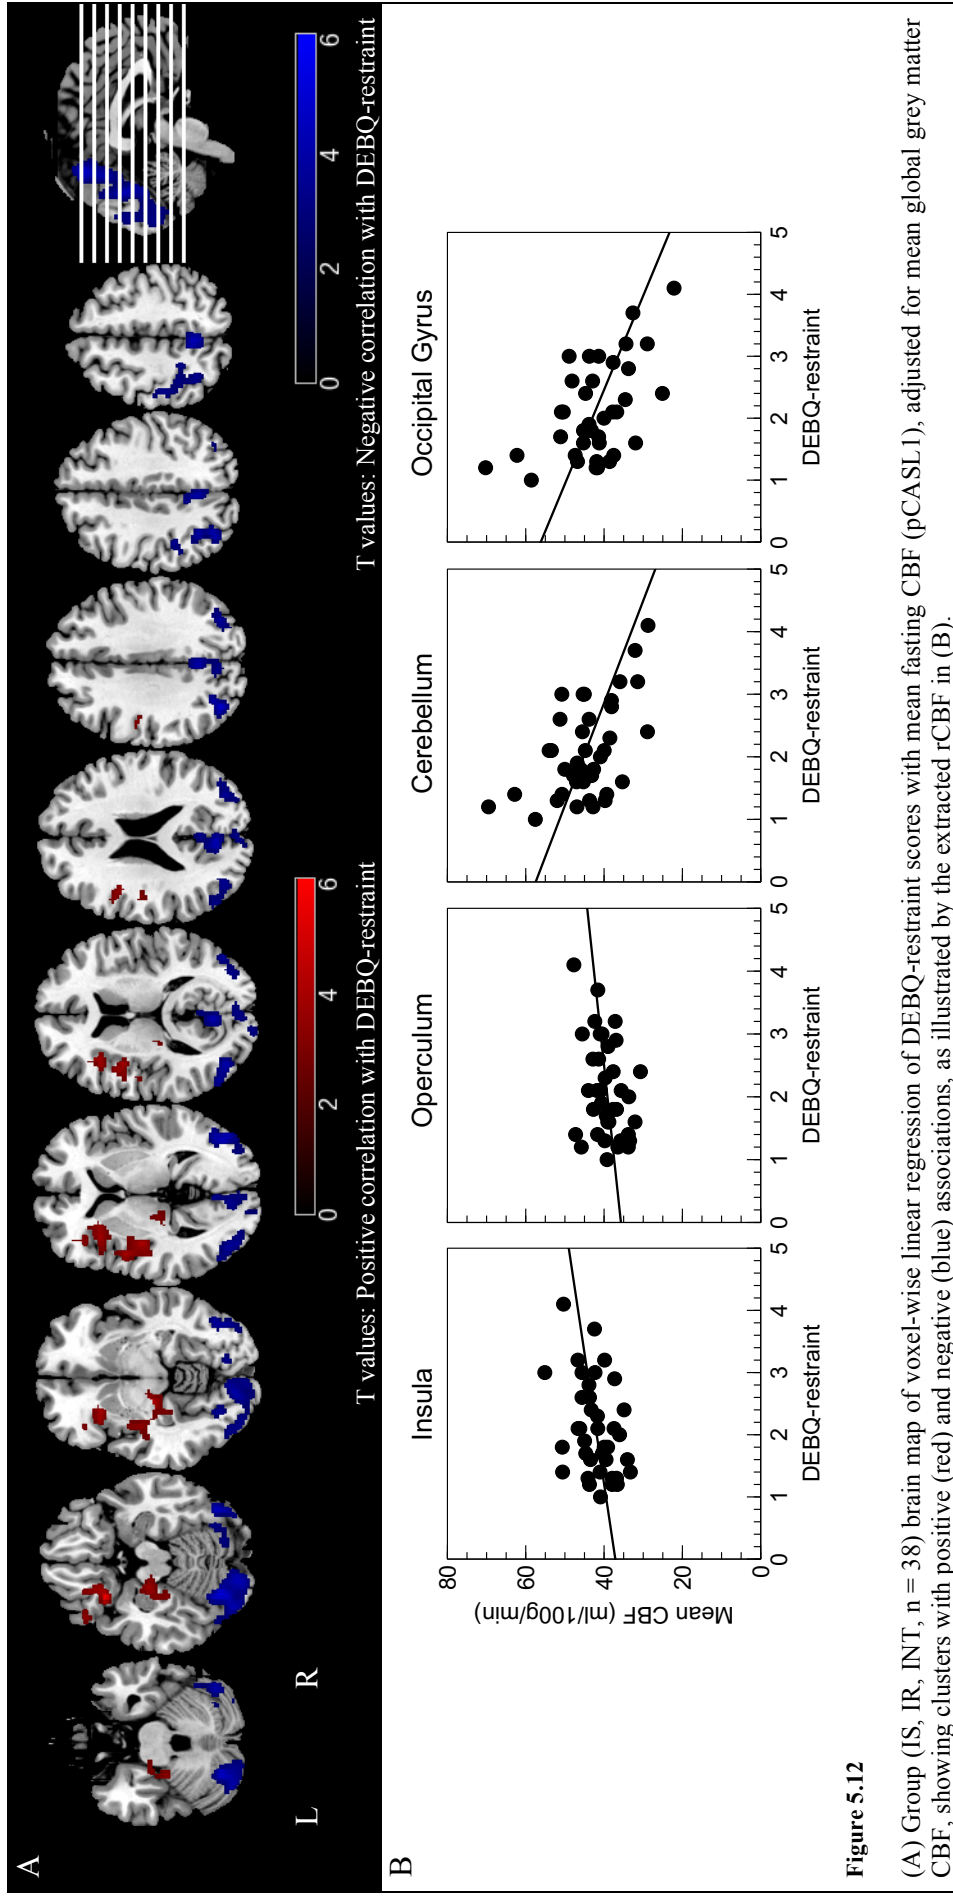 A
L
R
0 2 4 6
T values: Positive correlation with DEBQ-restraint
0 2 4 6
T values: Negative correlation with DEBQ-restraint
B
Insula
Operculum
Cerebellum
Occipital Gyrus
Mean CBF (ml/100g/min)
80
60
40
20
0
0 1 2 3 4 5
DEBQ-restraint
0 1 2 3 4 5
DEBQ-restraint
0 1 2 3 4 5
DEBQ-restraint
0 1 2 3 4 5
DEBQ-restraint
Figure 5.12
(A) Group (IS, IR, INT, n = 38) brain map of voxel-wise linear regression of DEBQ-restraint scores with mean fasting CBF (pCASL1), adjusted for mean global grey matter
CBF, showing clusters with positive (red) and negative (blue) associations, as illustrated by the extracted rCBF in (B).